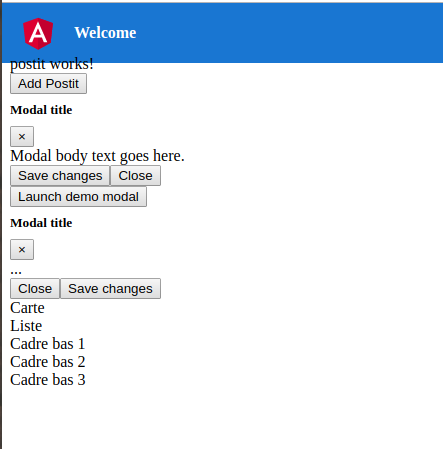 Welcome
postit works!
Add Postit
Modal title
×
Modal body text goes here.
Save changes Close
Launch demo modal
Modal title
×
...
Close Save changes
Carte
Liste
Cadre bas 1
Cadre bas 2
Cadre bas 3